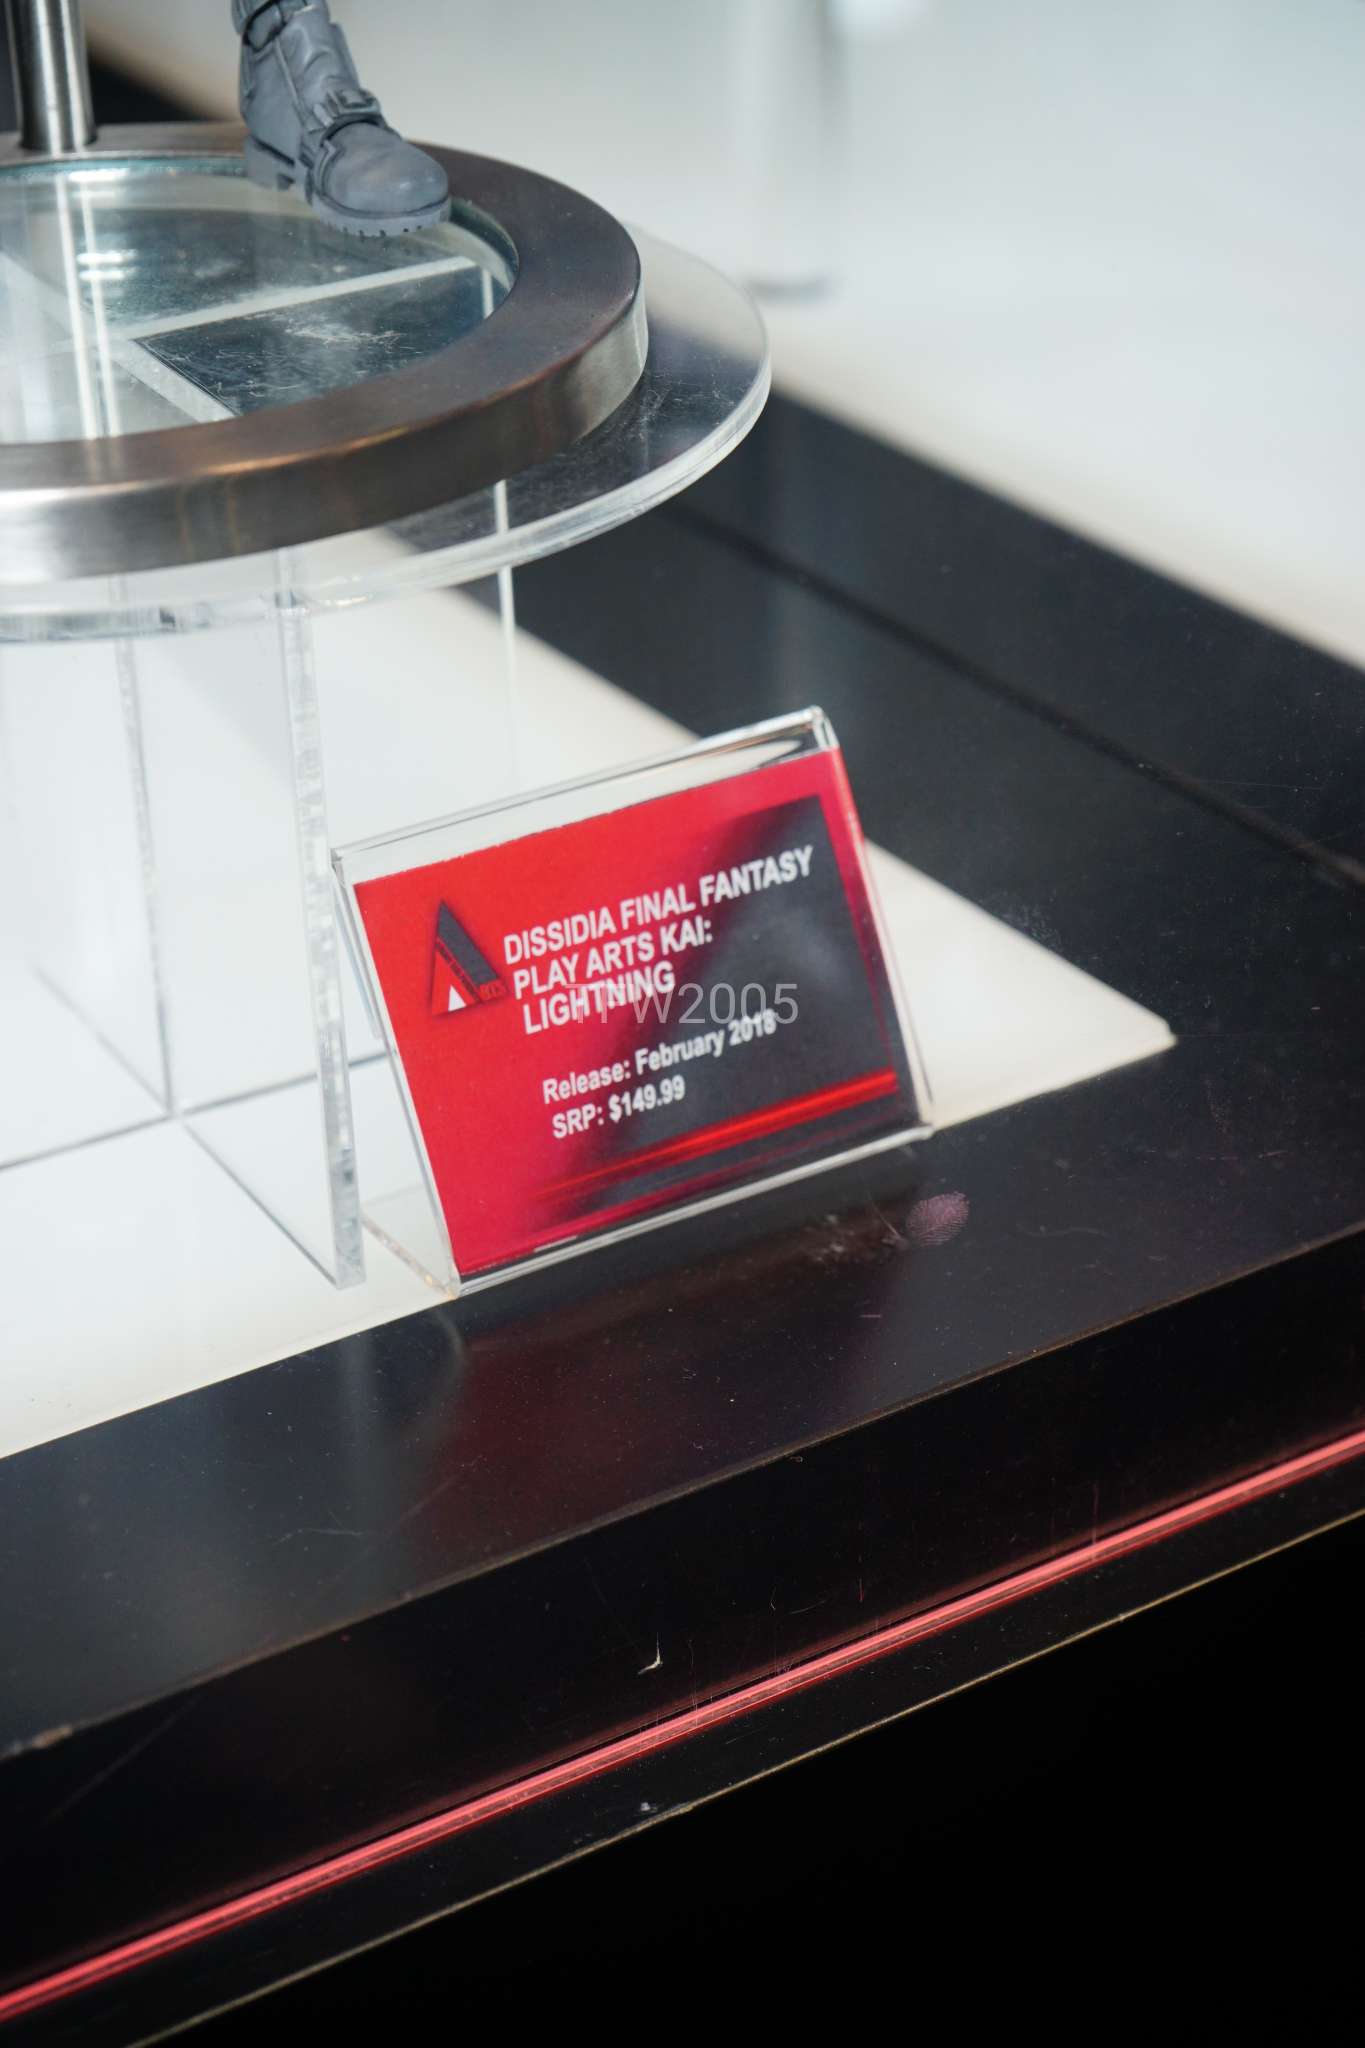 DISSIDIA FINAL FANTASY
PLAY ARTS KAI:
LIGHTNING
TFW2005
Release: February 2018
SRP: $149.99